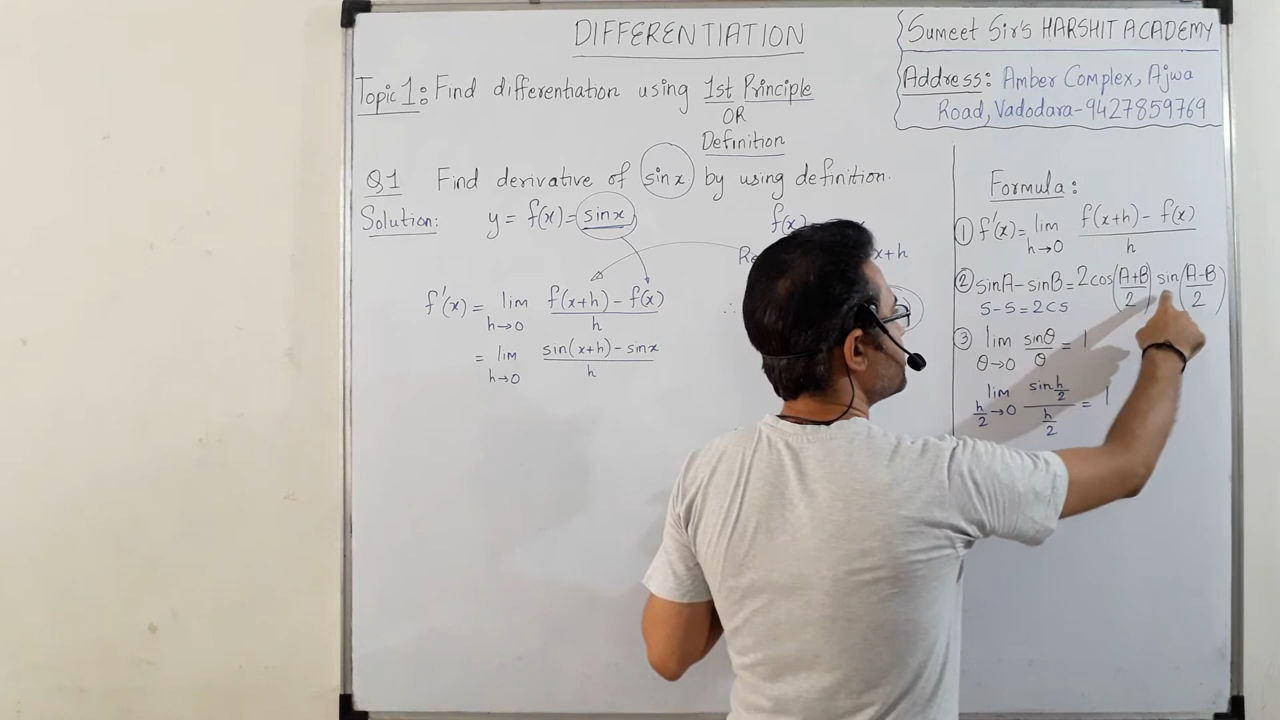 DIFFERENTIATION
Sumeet Sir's HARSHIT ACADEMY
Address: Amber Complex, Ajwa
Road, Vadodara-9427859769
Topic 1: Find differentiation using 1st Principle
OR
Definition
Q1 Find derivative of sinx by using definition.
Solution: y = f(x) = sinx
f'(x) = lim h→0 f(x+h) - f(x) / h
= lim h→0 sin(x+h) - sinx / h
f(x)
x+h
∴
Formula:
① f'(x) = lim h→0 f(x+h) - f(x) / h
② sinA - sinB = 2cos(A+B / 2) sin(A-B / 2)
S-S=2CS
③ lim θ→0 sinθ / θ = 1
lim h/2→0 sin h/2 / h/2 = 1